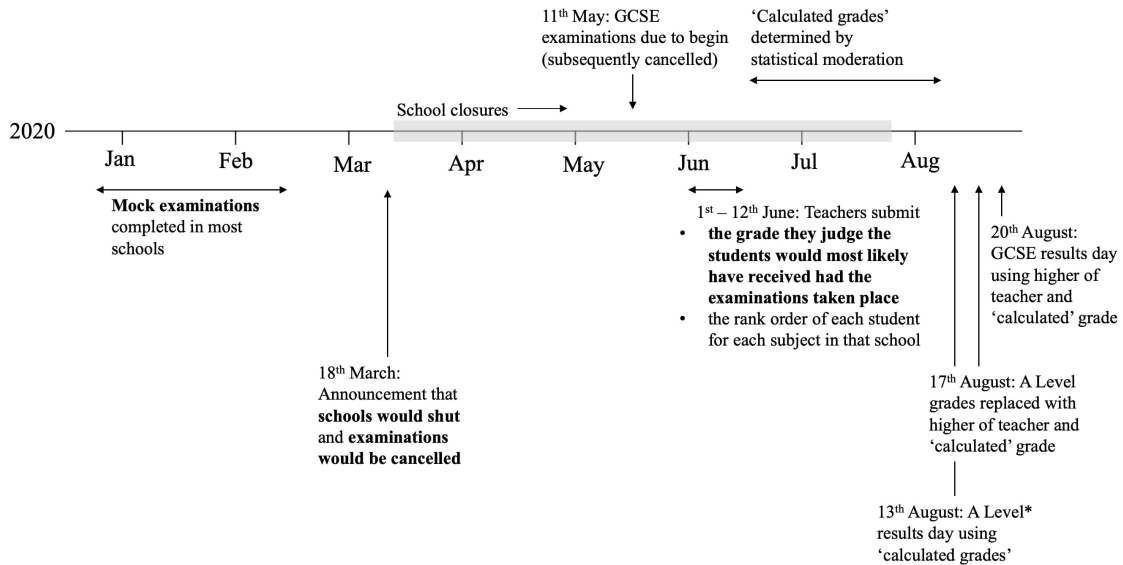 11th May: GCSE
examinations due to begin
(subsequently cancelled)
‘Calculated grades’
determined by
statistical moderation
School closures
2020
Jan
Feb
Mar
Apr
May
Jun
Jul
Aug
Mock examinations
completed in most
schools
18th March:
Announcement that
schools would shut
and examinations
would be cancelled
1st – 12th June: Teachers submit
• the grade they judge the
students would most likely
have received had the
examinations taken place
• the rank order of each student
for each subject in that school
20th August:
GCSE results day
using higher of
teacher and
‘calculated’ grade
17th August: A Level
grades replaced with
higher of teacher and
‘calculated’ grade
13th August: A Level*
results day using
‘calculated grades’